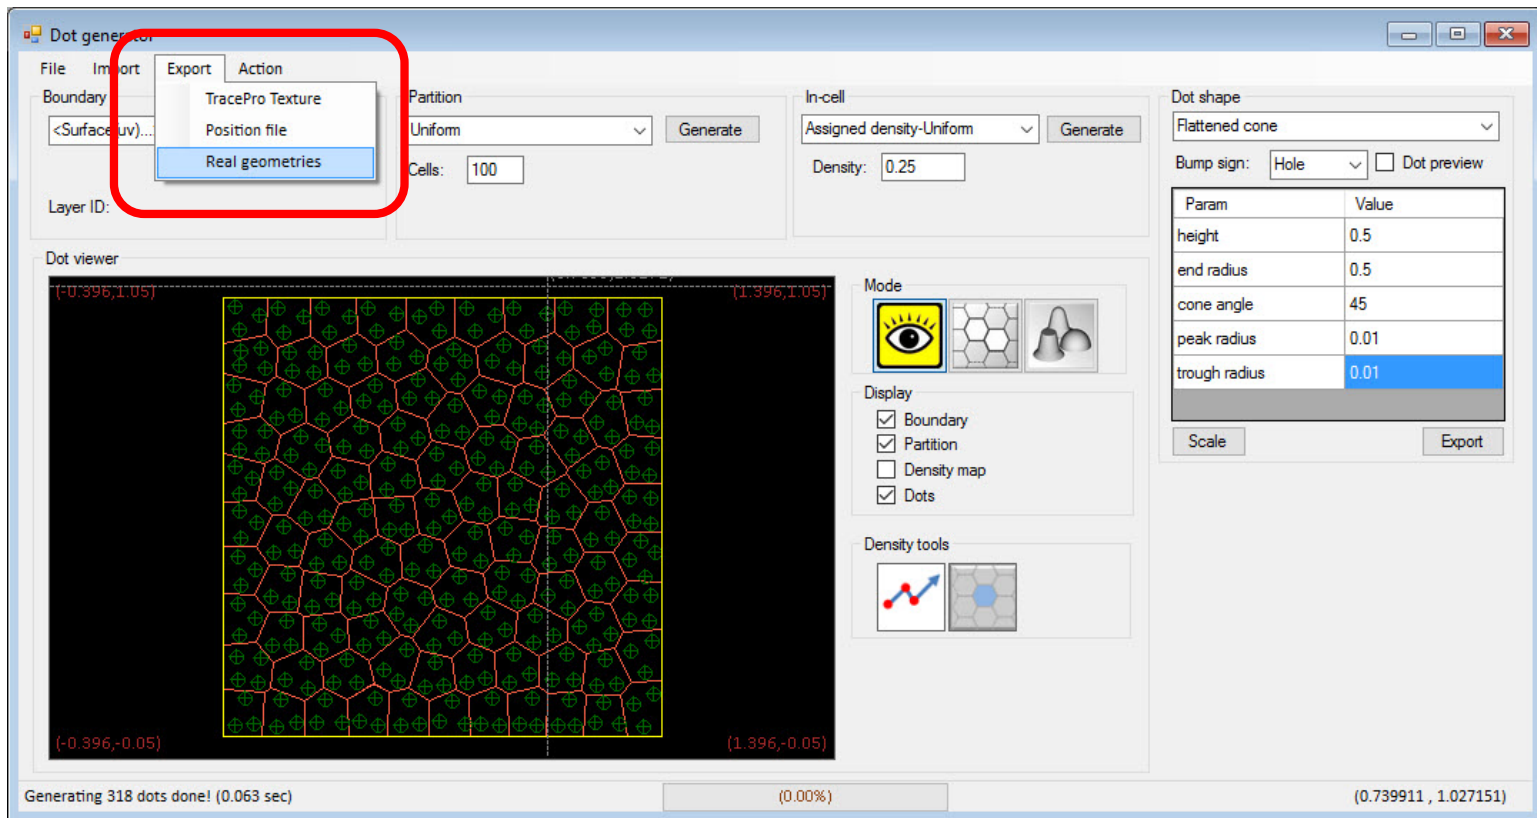 Dot generator
File Import Export Action
TracePro Texture
Position file
Real geometries
Boundary
<Surface(uv)...
Layer ID:
Partition
Uniform
Generate
Cells: 100
In-cell
Assigned density-Uniform
Generate
Density: 0.25
Dot shape
Flattened cone
Bump sign: Hole Dot preview
Param Value
height 0.5
end radius 0.5
cone angle 45
peak radius 0.01
trough radius 0.01
Scale Export
Dot viewer
(-0.396,1.05) (1.396,1.05)
(-0.396,-0.05) (1.396,-0.05)
Mode
Display
Boundary
Partition
Density map
Dots
Density tools
Generating 318 dots done! (0.063 sec) (0.00%) (0.739911 , 1.027151)